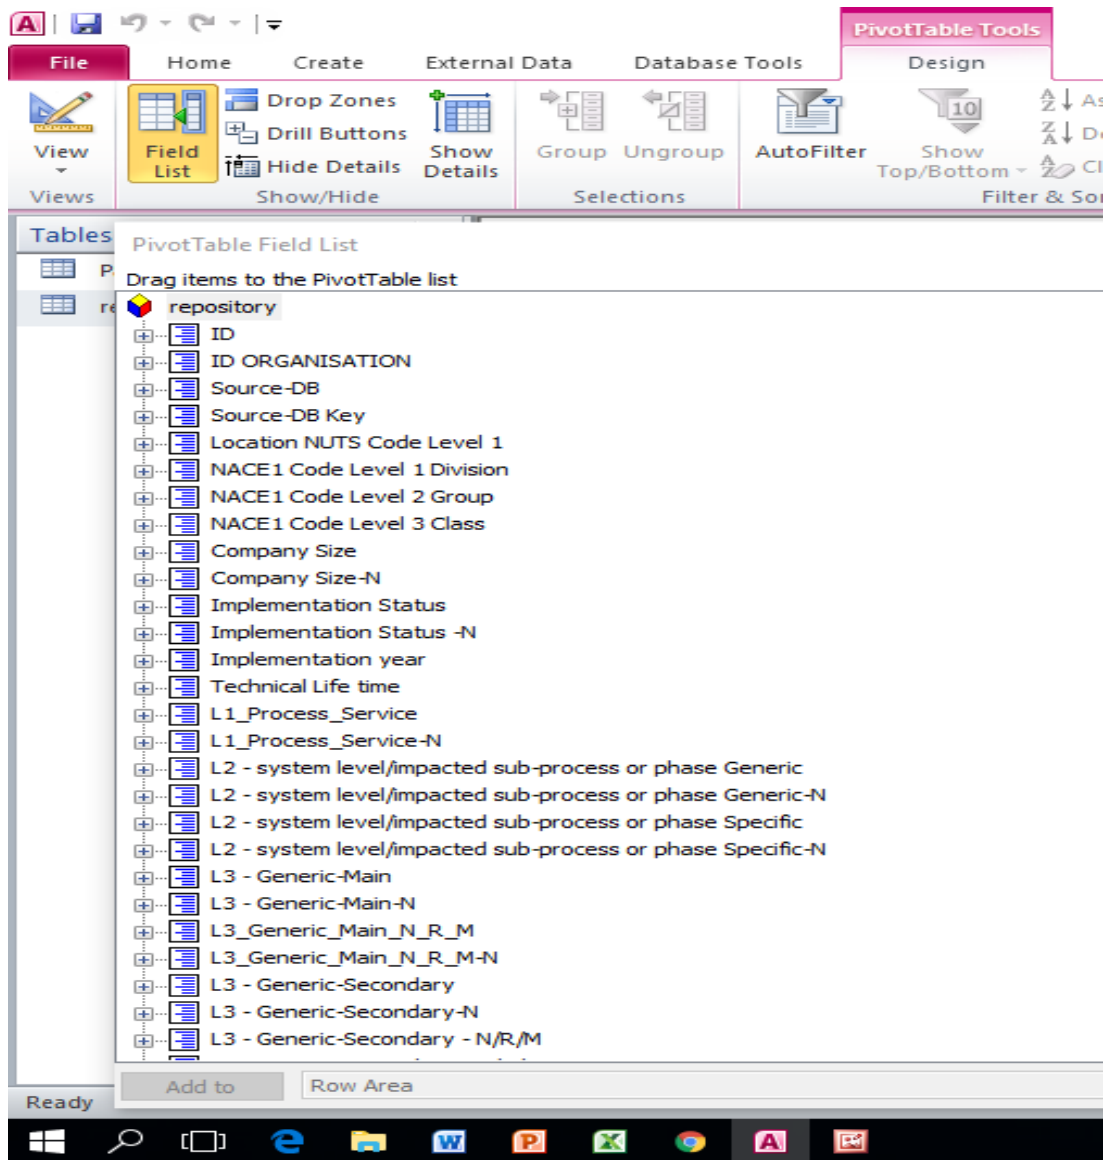 A
PivotTable Tools
File Home Create External Data Database Tools Design
View
Field List
Drop Zones
Drill Buttons
Hide Details
Show Details
Group Ungroup
AutoFilter
10
Show Top/Bottom
A Z
Z A
A Z
Views Show/Hide Selections Filter
Tables
PivotTable Field List
Drag items to the PivotTable list
repository
ID
ID ORGANISATION
Source-DB
Source-DB Key
Location NUTS Code Level 1
NACE1 Code Level 1 Division
NACE1 Code Level 2 Group
NACE1 Code Level 3 Class
Company Size
Company Size-N
Implementation Status
Implementation Status -N
Implementation year
Technical Life time
L1_Process_Service
L1_Process_Service-N
L2 - system level/impacted sub-process or phase Generic
L2 - system level/impacted sub-process or phase Generic-N
L2 - system level/impacted sub-process or phase Specific
L2 - system level/impacted sub-process or phase Specific-N
L3 - Generic-Main
L3 - Generic-Main-N
L3_Generic_Main_N_R_M
L3_Generic_Main_N_R_M-N
L3 - Generic-Secondary
L3 - Generic-Secondary-N
L3 - Generic-Secondary - N/R/M
Add to Row Area
Ready
W P X A